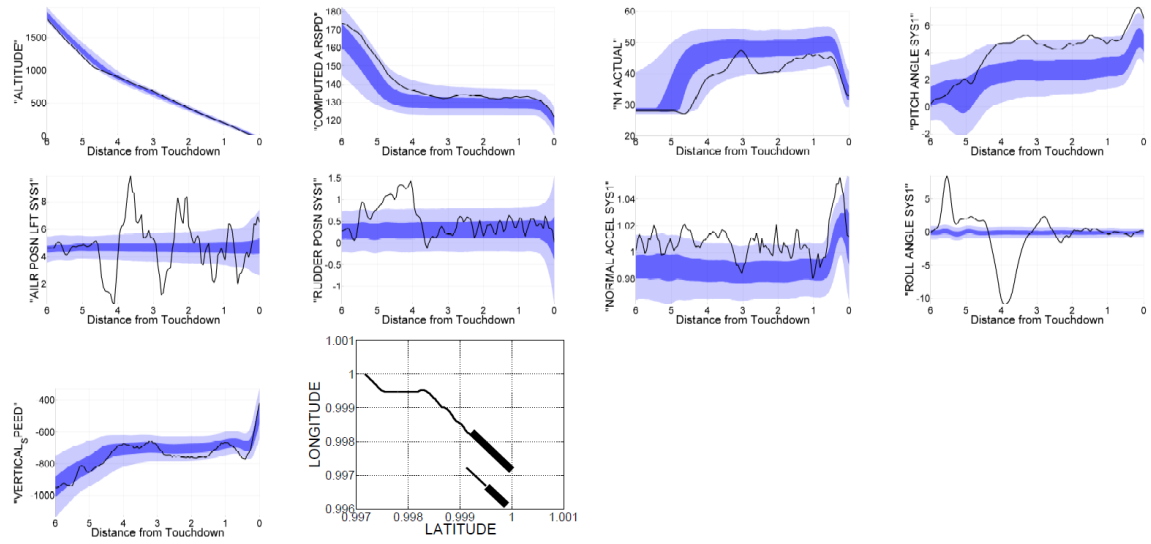 "ALTITUDE"
1500
1000
500
0
6 5 4 3 2 1 0
Distance from Touchdown
"COMPUTED A RSPD"
180
170
160
150
140
130
120
6 5 4 3 2 1 0
Distance from Touchdown
"N1 ACTUAL"
60
50
40
30
20
6 5 4 3 2 1 0
Distance from Touchdown
"PITCH ANGLE SYS1"
6
4
2
0
-2
6 5 4 3 2 1 0
Distance from Touchdown
"AILR POSN LFT SYS1"
8
6
4
2
6 5 4 3 2 1 0
Distance from Touchdown
"RUDDER POSN SYS1"
1.5
1
0.5
0
-0.5
-1
6 5 4 3 2 1 0
Distance from Touchdown
"NORMAL ACCEL SYS1"
1.04
1.02
1
0.98
6 5 4 3 2 1 0
Distance from Touchdown
"ROLL ANGLE SYS1"
5
0
-5
-10
6 5 4 3 2 1 0
Distance from Touchdown
"VERTICAL_SPEED"
400
-600
-800
-1000
6 5 4 3 2 1 0
Distance from Touchdown
LONGITUDE
1.001
1
0.999
0.998
0.997
0.996
0.997 0.998 0.999 1 1.001
LATITUDE